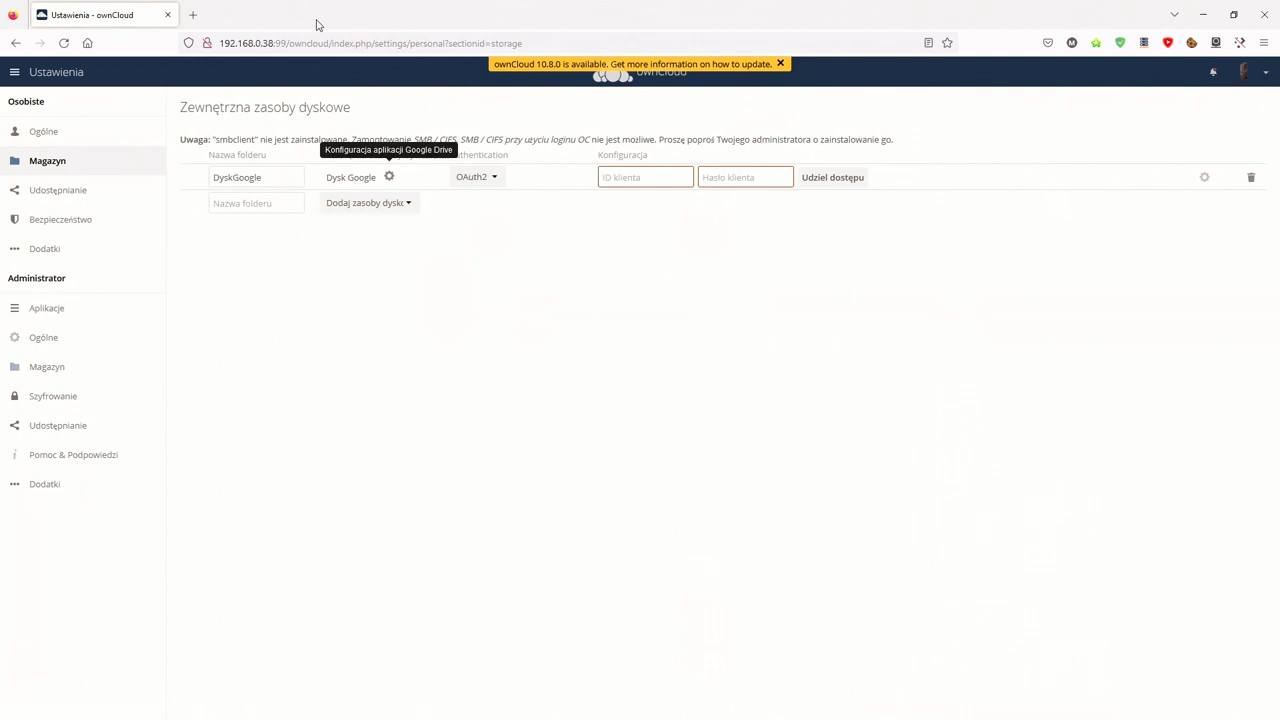 Ustawienia - ownCloud
192.168.0.38:99/owncloud/index.php/settings/personal?sectionid=storage
ownCloud 10.8.0 is available. Get more information on how to update.
Ustawienia
ownCloud
Osobiste
Ogólne
Magazyn
Udostępnianie
Bezpieczeństwo
Dodatki
Administrator
Aplikacje
Ogólne
Magazyn
Szyfrowanie
Udostępnianie
Pomoc & Podpowiedzi
Dodatki
Zewnętrzna zasoby dyskowe
Uwaga: "smbclient" nie jest zainstalowane. Zamontowanie SMB / CIFS, SMB / CIFS przy użyciu loginu OC nie jest możliwe. Proszę poproś Twojego administratora o zainstalowanie go.
Konfiguracja aplikacji Google Drive
Nazwa folderu uthentication Konfiguracja
DyskGoogle Dysk Google OAuth2 ID klienta Hasło klienta Udziel dostępu
Nazwa folderu Dodaj zasoby dysko